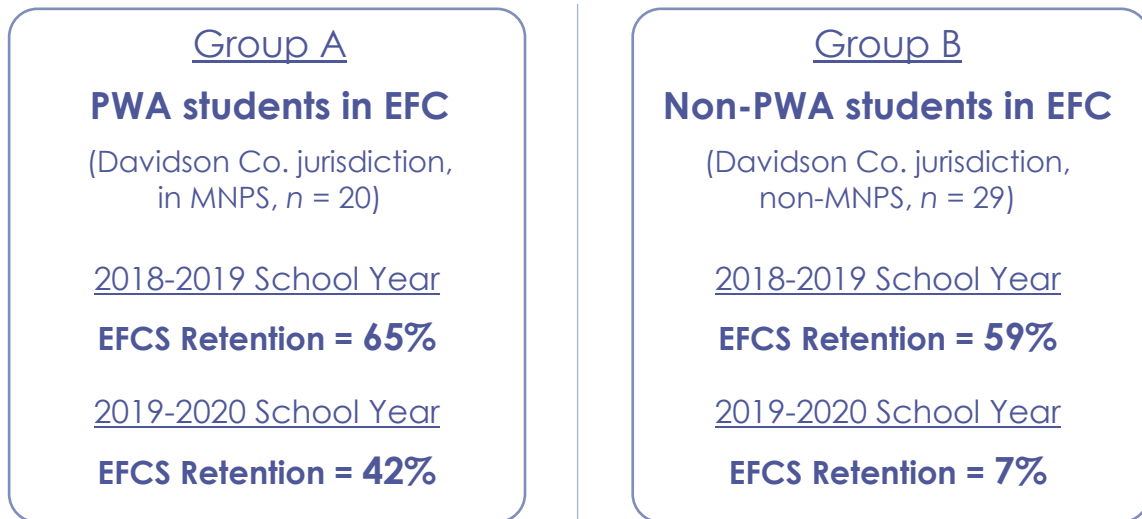 Group A
PWA students in EFC
(Davidson Co. jurisdiction,
in MNPS, n = 20)
2018-2019 School Year
EFCS Retention = 65%
2019-2020 School Year
EFCS Retention = 42%
Group B
Non-PWA students in EFC
(Davidson Co. jurisdiction,
non-MNPS, n = 29)
2018-2019 School Year
EFCS Retention = 59%
2019-2020 School Year
EFCS Retention = 7%